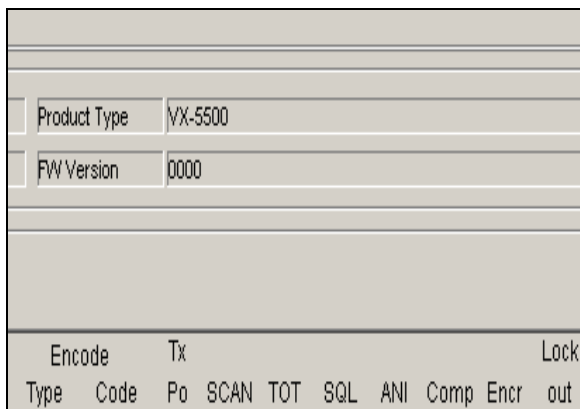 Product Type VX-5500
FW Version 0000
Encode Tx Lock
Type Code Po SCAN TOT SQL ANI Comp Encr out